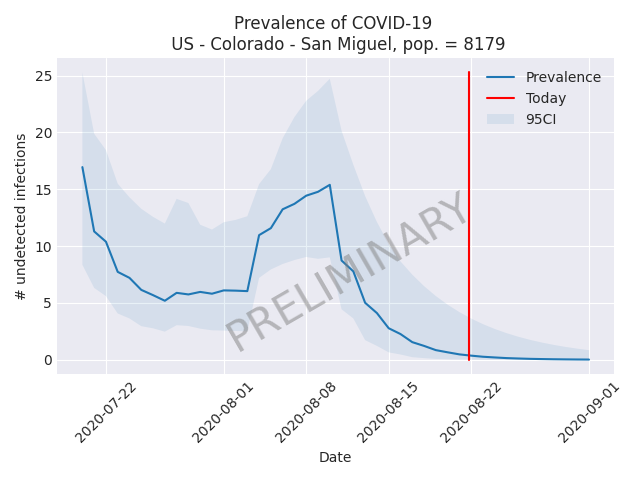 Prevalence of COVID-19
US - Colorado - San Miguel, pop. = 8179
# undetected infections
25
20
15
10
5
0
Prevalence
Today
95CI
PRELIMINARY
2020-07-22
2020-08-01
2020-08-08
2020-08-15
2020-08-22
2020-09-01
Date